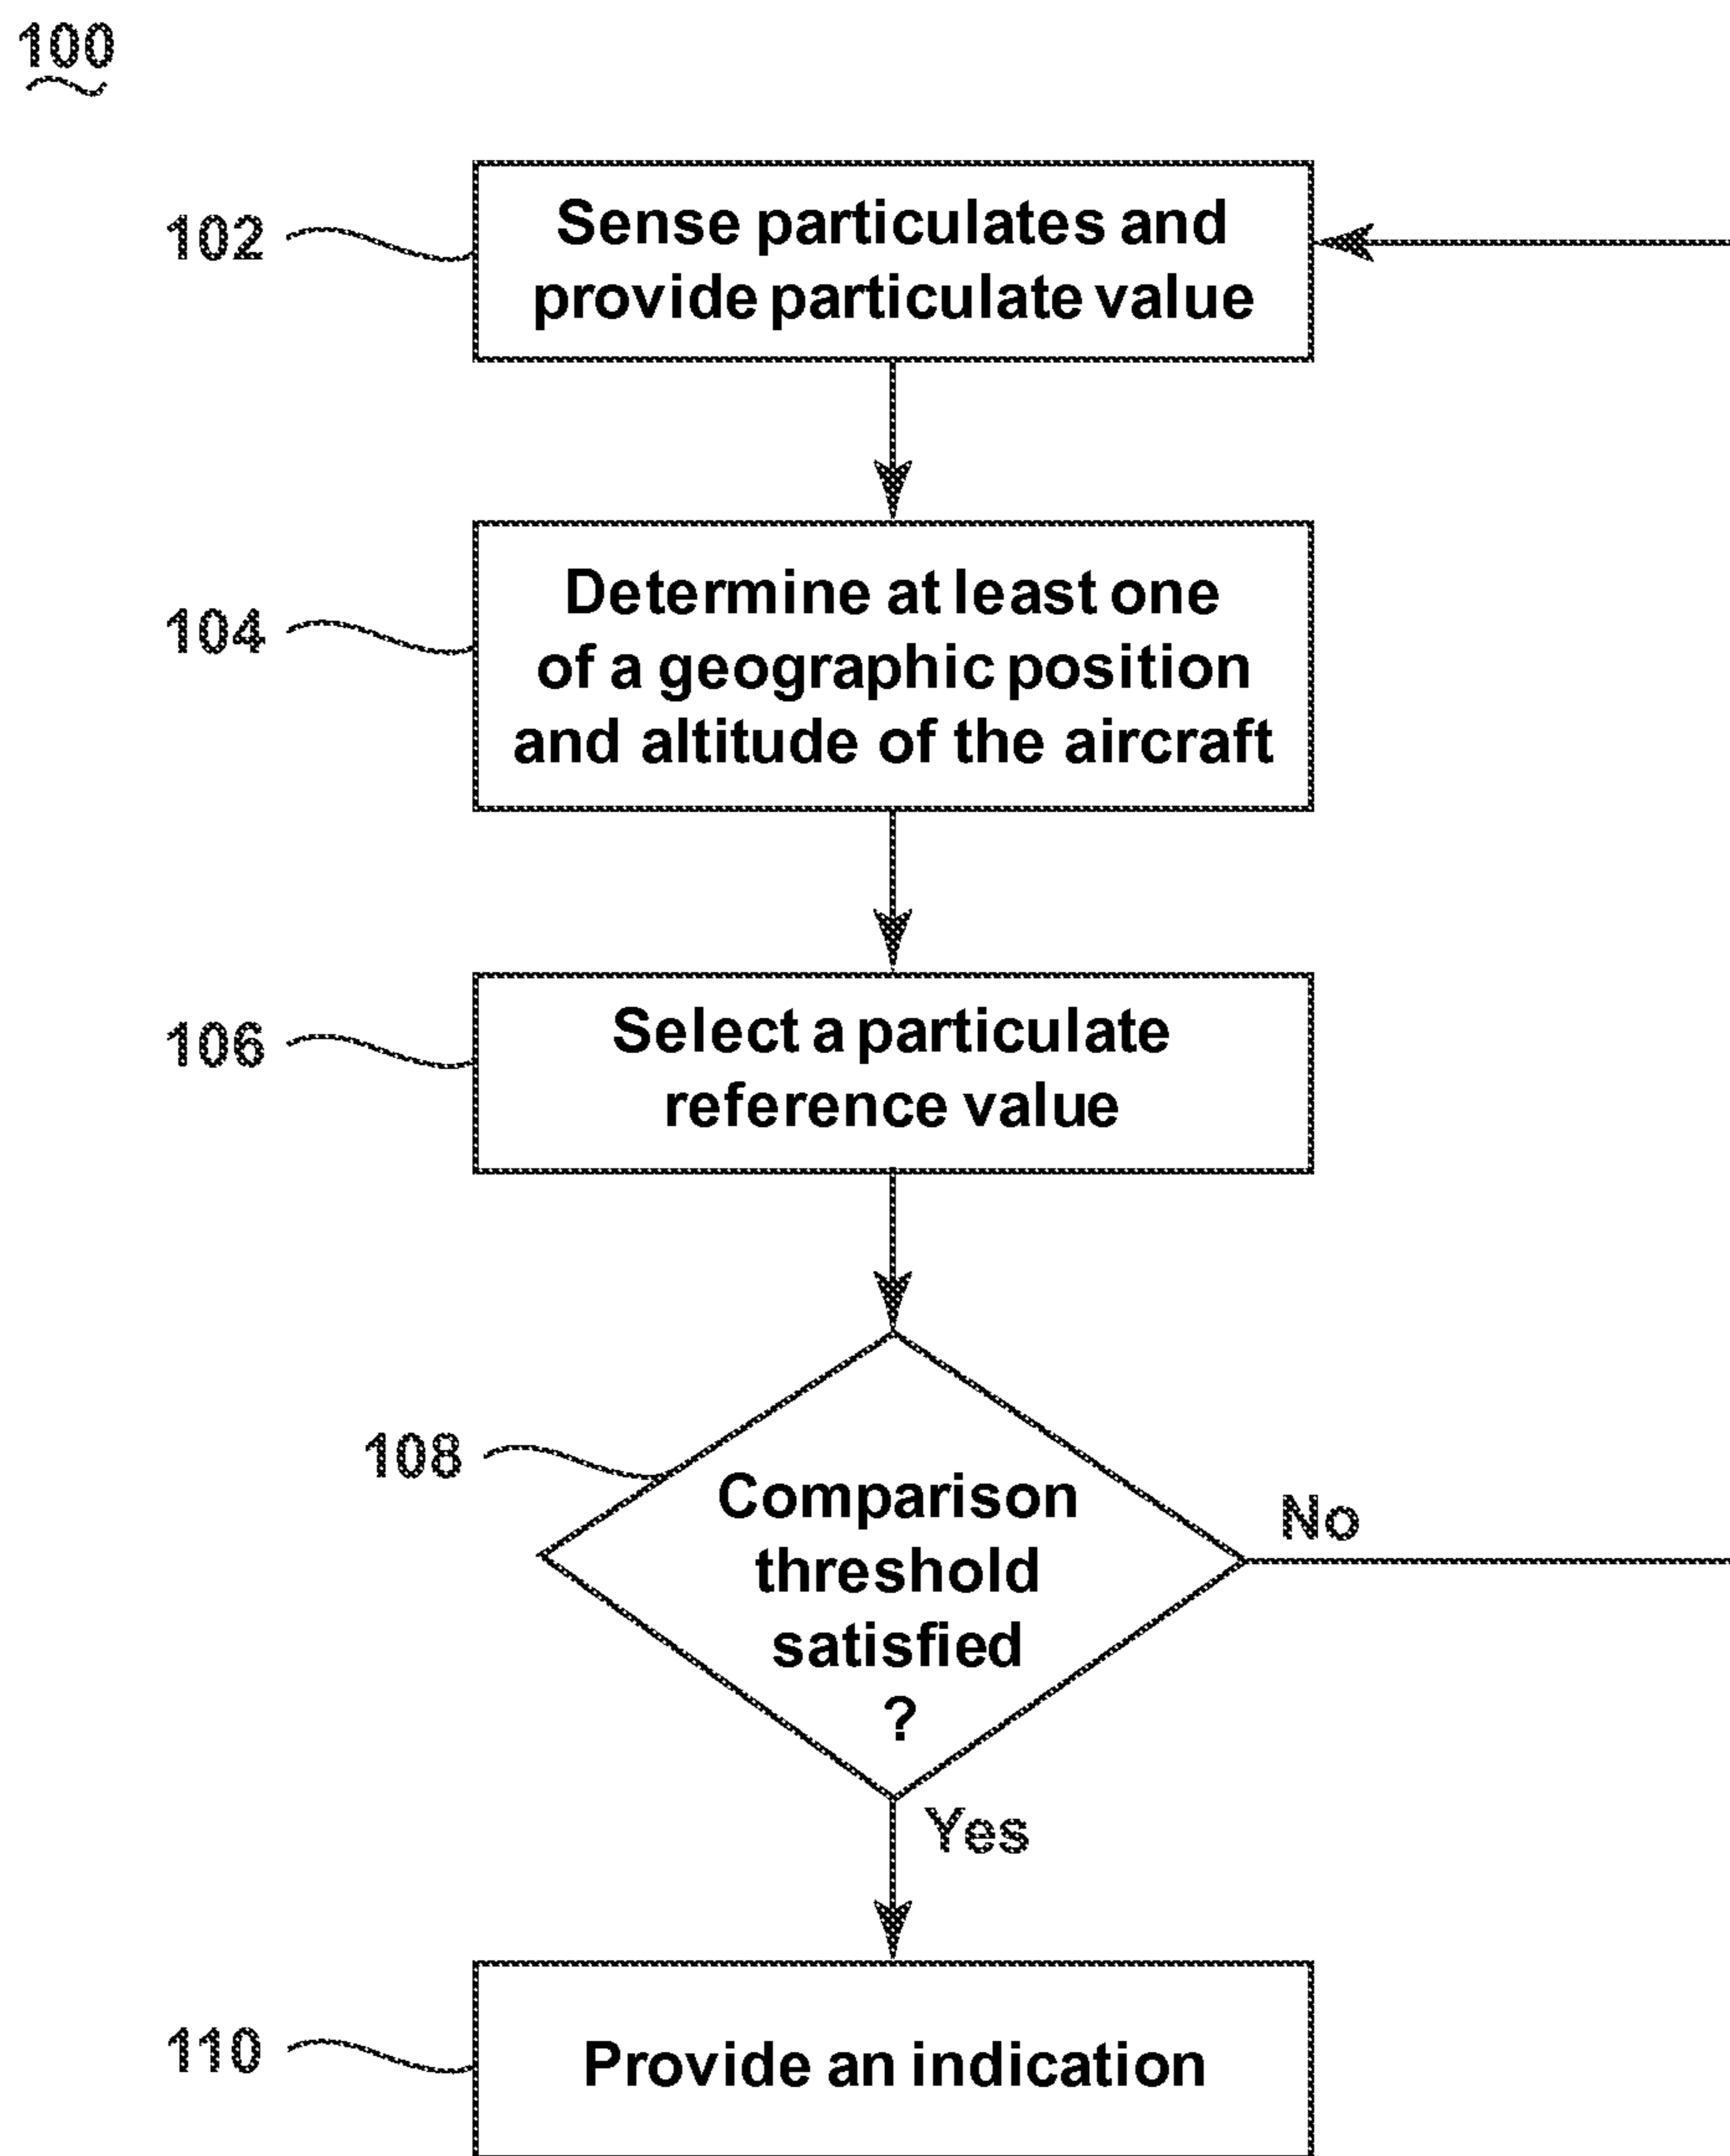 100
102
Sense particulates and
provide particulate value
104
Determine at least one
of a geographic position
and altitude of the aircraft
106
Select a particulate
reference value
108
Comparison
threshold
satisfied
?
No
Yes
110
Provide an indication